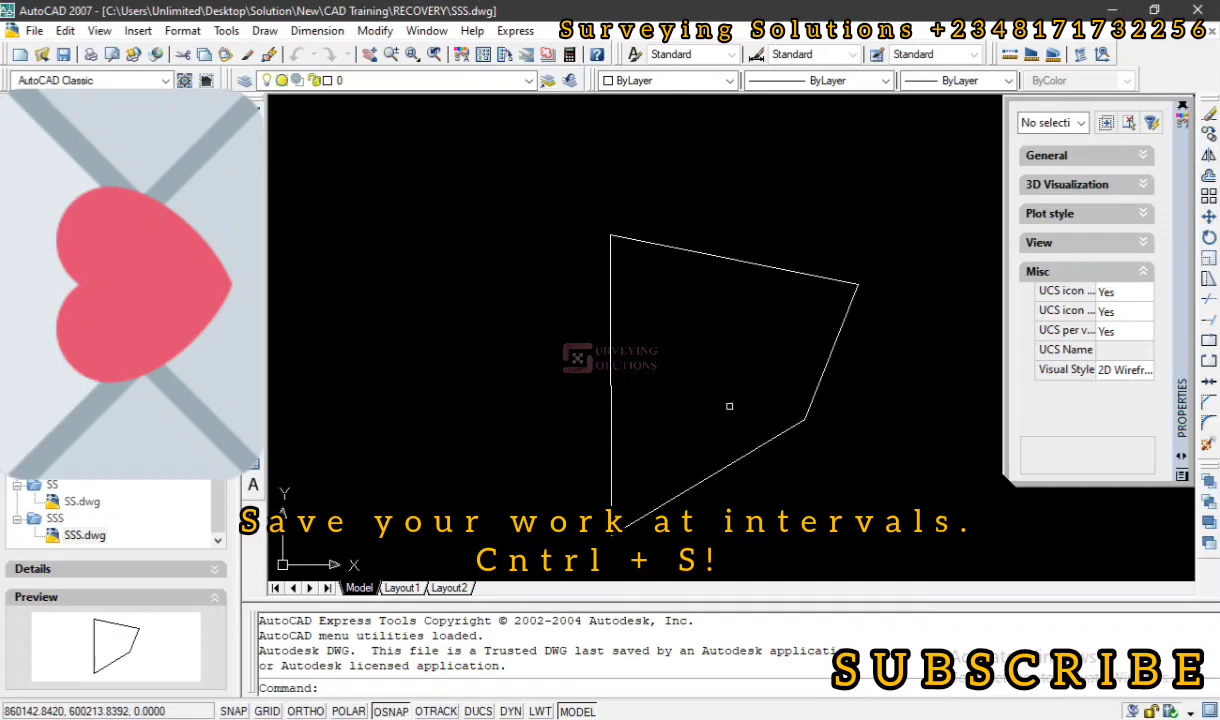 AutoCAD 2007 - [C:\Users\Unlimited\Desktop\Solution\New\CAD Training\RECOVERY\SSS.dwg]
File Edit View Insert Format Tools Draw Dimension Modify Window Help Express
Surveying Solutions +2348171732256
Standard Standard Standard
AutoCAD Classic 0 ByLayer ByLayer ByLayer ByColor
No selecti
General
3D Visualization
Plot style
View
Misc
UCS icon ... Yes
UCS icon ... Yes
UCS per v... Yes
UCS Name
Visual Style 2D Wirefr...
PROPERTIES
URVEYING
OLUTIONS
SS
SS.dwg
SSS
SSS.dwg
A
Y
X
Save your work at intervals.
Cntrl + S!
Details
Preview
Model Layout1 Layout2
AutoCAD Express Tools Copyright © 2002-2004 Autodesk, Inc.
AutoCAD menu utilities loaded.
Autodesk DWG. This file is a Trusted DWG last saved by an Autodesk applicati
or Autodesk licensed application.
Command:
SUBSCRIBE
860142.8420, 600213.8392, 0.0000 SNAP GRID ORTHO POLAR OSNAP OTRACK DUCS DYN LWT MODEL